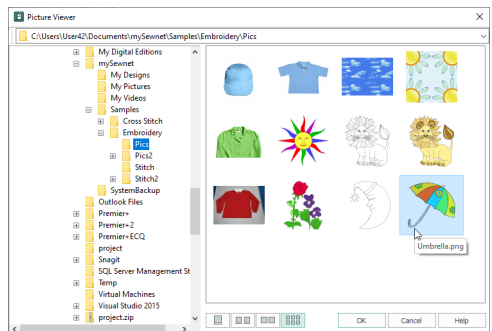 Picture Viewer
C:\Users\User42\Documents\mySewnet\Samples\Embroidery\Pics
My Digital Editions
mySewnet
My Designs
My Pictures
My Videos
Samples
Cross Stitch
Embroidery
Pics
Pics2
Stitch
Stitch2
SystemBackup
Outlook Files
Premier+
Premier+2
Premier+ECQ
project
Snagit
SQL Server Management St
Temp
Virtual Machines
Visual Studio 2015
project.zip
Umbrella.png
OK
Cancel
Help